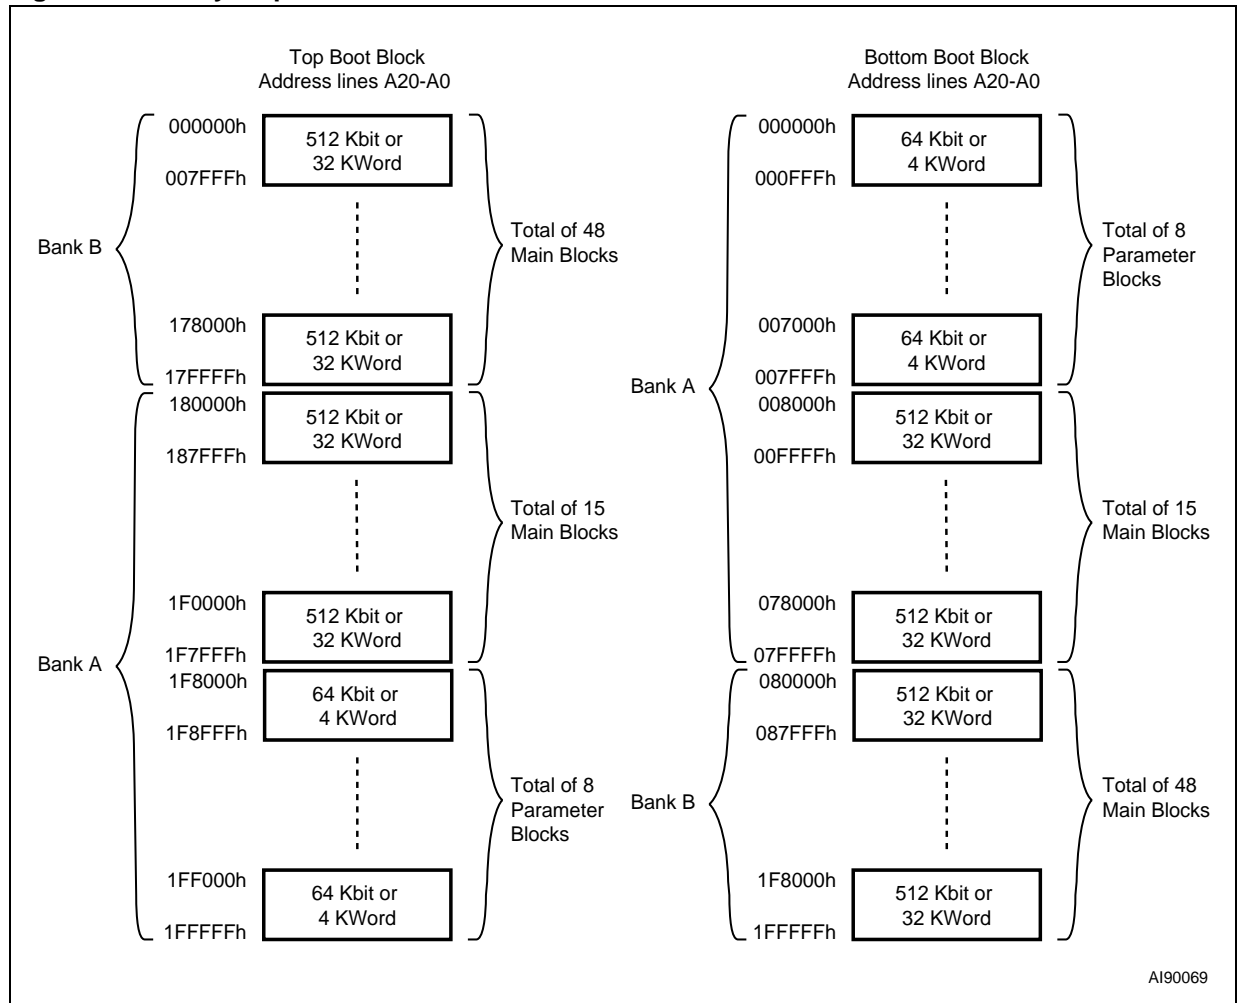 Top Boot Block
Address lines A20-A0
Bank B
000000h
512 Kbit or
32 KWord
007FFFh
Total of 48
Main Blocks
178000h
512 Kbit or
32 KWord
17FFFFh
Bank A
180000h
512 Kbit or
32 KWord
187FFFh
Total of 15
Main Blocks
1F0000h
512 Kbit or
32 KWord
1F7FFFh
1F8000h
64 Kbit or
4 KWord
1F8FFFh
Total of 8
Parameter
Blocks
1FF000h
64 Kbit or
4 KWord
1FFFFFh
Bottom Boot Block
Address lines A20-A0
Bank A
000000h
64 Kbit or
4 KWord
000FFFh
Total of 8
Parameter
Blocks
007000h
64 Kbit or
4 KWord
007FFFh
008000h
512 Kbit or
32 KWord
00FFFFh
Total of 15
Main Blocks
078000h
512 Kbit or
32 KWord
07FFFFh
Bank B
080000h
512 Kbit or
32 KWord
087FFFh
Total of 48
Main Blocks
1F8000h
512 Kbit or
32 KWord
1FFFFFh
AI90069